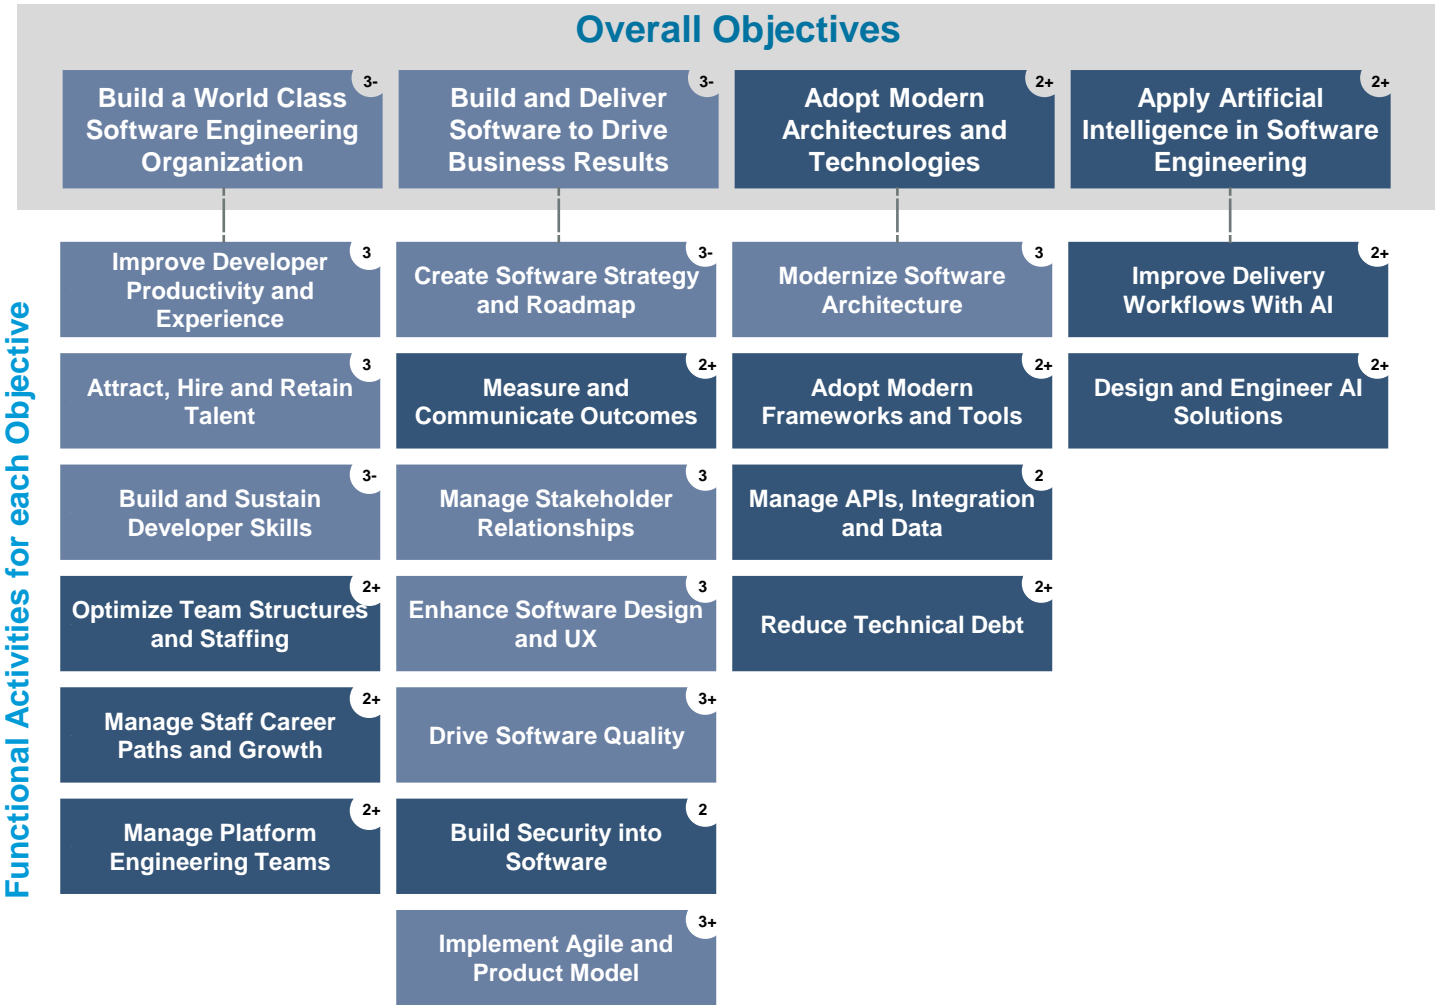 Overall Objectives
3-
Build a World Class
Software Engineering
Organization
3-
Build and Deliver
Software to Drive
Business Results
2+
Adopt Modern
Architectures and
Technologies
2+
Apply Artificial
Intelligence in Software
Engineering
Functional Activities for each Objective
3
Improve Developer
Productivity and
Experience
3
Attract, Hire and Retain
Talent
3-
Build and Sustain
Developer Skills
2+
Optimize Team Structures
and Staffing
2+
Manage Staff Career
Paths and Growth
2+
Manage Platform
Engineering Teams
3-
Create Software Strategy
and Roadmap
2+
Measure and
Communicate Outcomes
3
Manage Stakeholder
Relationships
3
Enhance Software Design
and UX
3+
Drive Software Quality
2
Build Security into
Software
3+
Implement Agile and
Product Model
3
Modernize Software
Architecture
2+
Adopt Modern
Frameworks and Tools
2
Manage APIs, Integration
and Data
2+
Reduce Technical Debt
2+
Improve Delivery
Workflows With AI
2+
Design and Engineer AI
Solutions